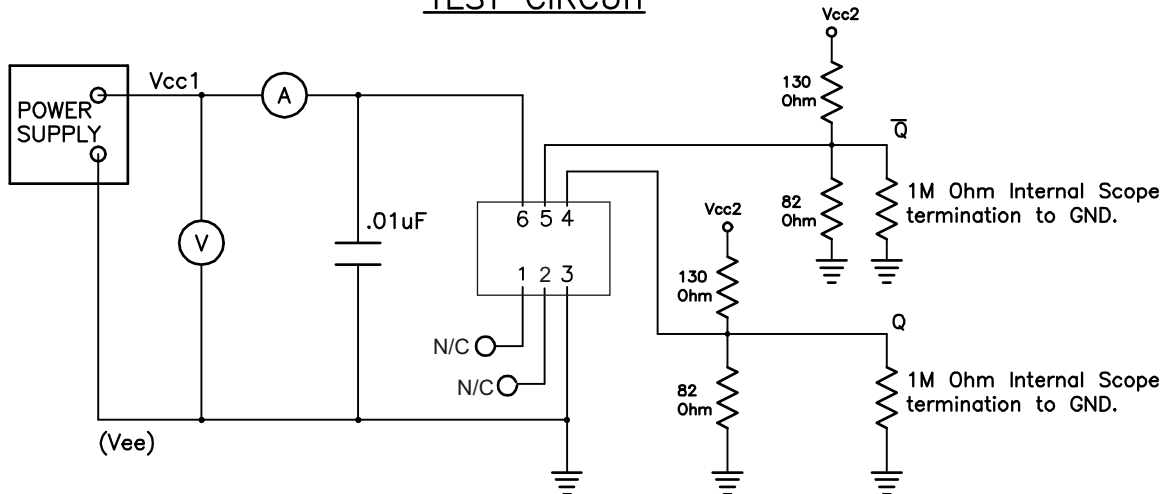 TEST CIRCUIT
Vcc2
POWER
SUPPLY
Vcc1
A
130
Ohm
Q
V
.01uF
6 5 4
1 2 3
82
Ohm
1M Ohm Internal Scope
termination to GND.
Vcc2
130
Ohm
N/C
N/C
Q
82
Ohm
1M Ohm Internal Scope
termination to GND.
(Vee)